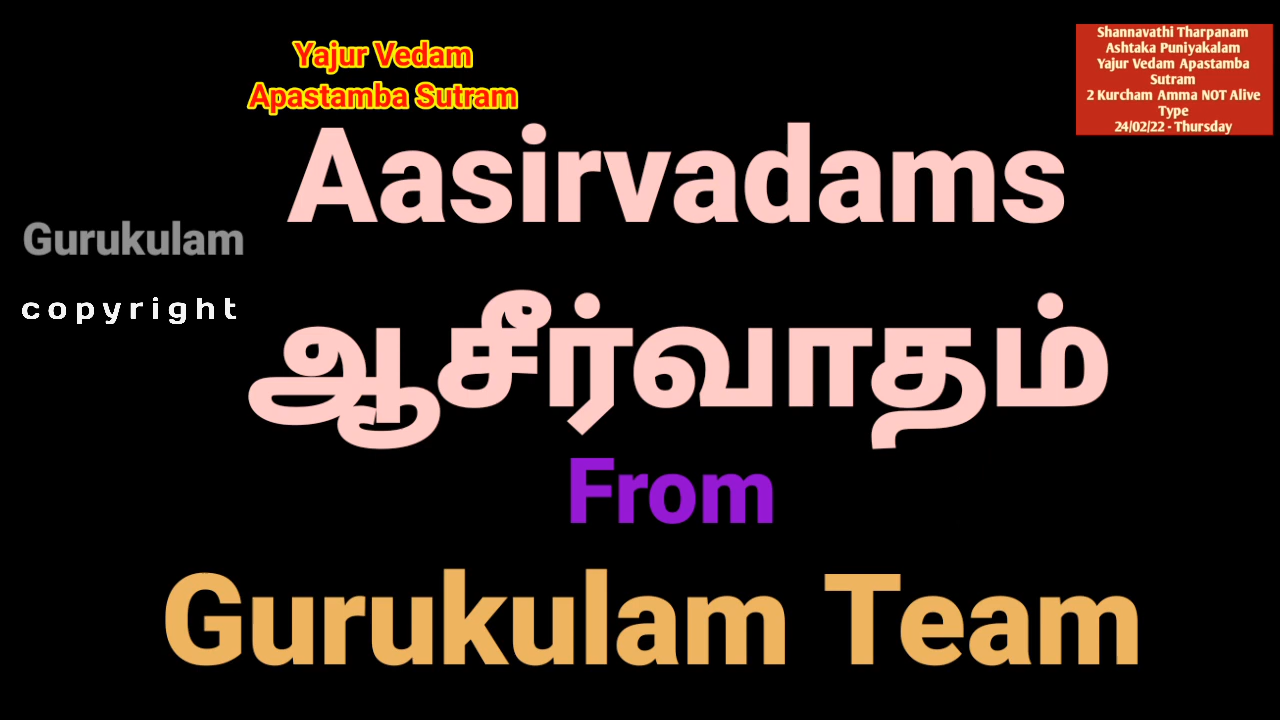 Yajur Vedam
Apastamba Sutram
Shannavathi Tharpanam
Ashtaka Puniyakalam
Yajur Vedam Apastamba
Sutram
2 Kurcham Amma NOT Alive
Type
24/02/22 - Thursday
Aasirvadams
Gurukulam
copyright
ஆசீர்வாதம்
From
Gurukulam Team